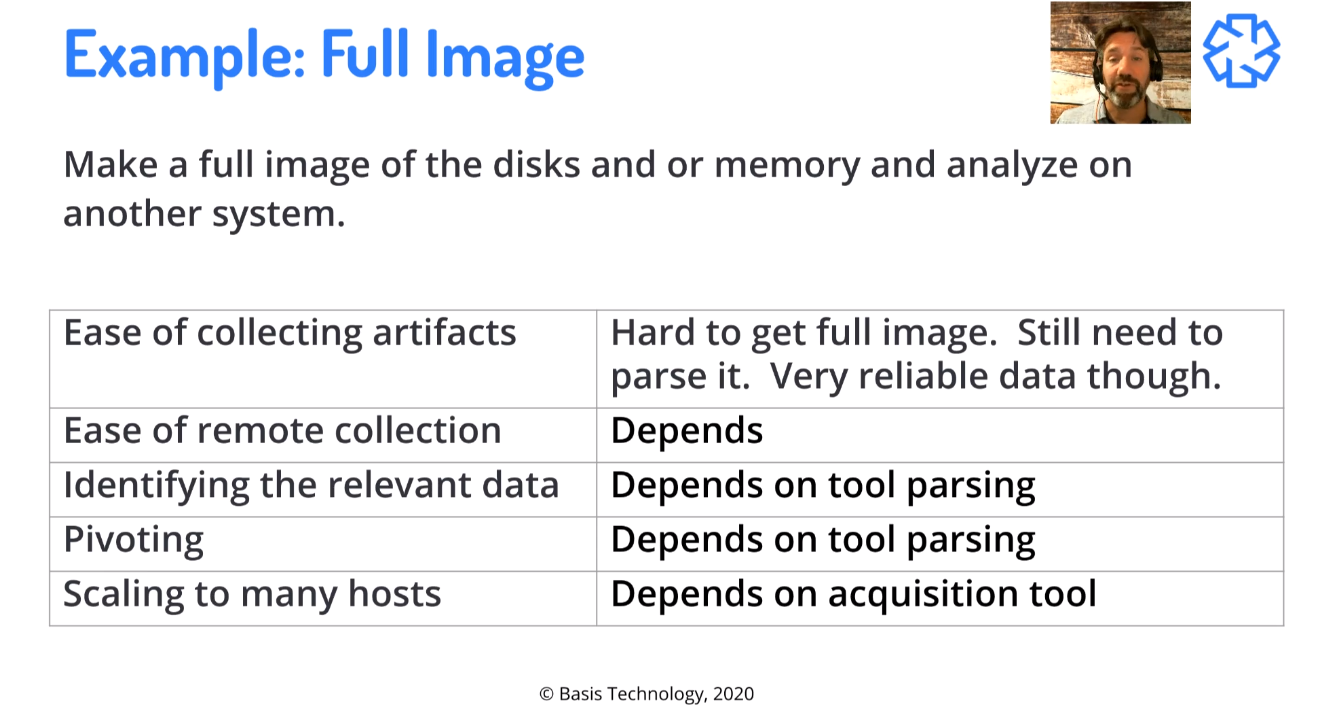 Example: Full Image
Make a full image of the disks and or memory and analyze on
another system.
Ease of collecting artifacts
Hard to get full image.  Still need to
parse it.  Very reliable data though.
Ease of remote collection
Depends
Identifying the relevant data
Depends on tool parsing
Pivoting
Depends on tool parsing
Scaling to many hosts
Depends on acquisition tool
© Basis Technology, 2020